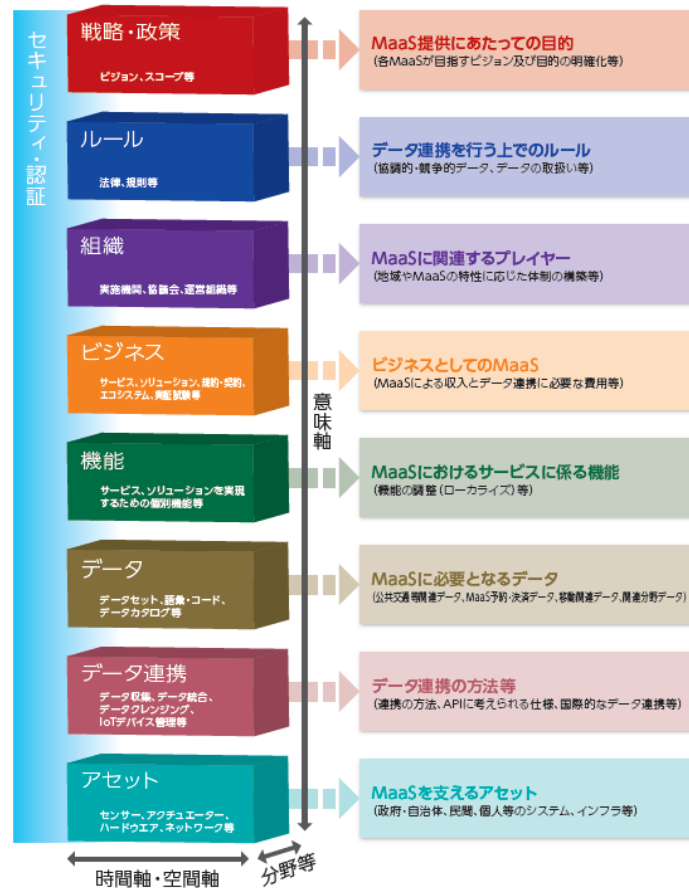 セキュリティ・認証
戦略・政策
ビジョン、スコープ等
MaaS提供にあたっての目的
(各MaaSが目指すビジョン及び目的の明確化等)
ルール
法律、規則等
データ連携を行う上でのルール
(協調的・競争的データ、データの取扱い等)
組織
実施機関、協議会、運営組織等
MaaSに関連するプレイヤー
(地域やMaaSの特性に応じた体制の構築等)
ビジネス
サービス、ソリューション、規約・契約、
エコシステム、実証試験等
ビジネスとしてのMaaS
(MaaSによる収入とデータ連携に必要な費用等)
意味軸
機能
サービス、ソリューションを実現
するための個別機能等
MaaSにおけるサービスに係る機能
(機能の調整(ローカライズ)等)
データ
データセット、語彙・コード、
データカタログ等
MaaSに必要となるデータ
(公共交通等関連データ、MaaS予約・決済データ、移動関連データ、関連分野データ)
データ連携
データ収集、データ統合、
データクレンジング、
IoTデバイス管理等
データ連携の方法等
(連携の方法、APIに考えられる仕様、国際的なデータ連携等)
アセット
センサー、アクチュエーター、
ハードウエア、ネットワーク等
MaaSを支えるアセット
(政府・自治体、民間、個人等のシステム、インフラ等)
時間軸・空間軸
分野等